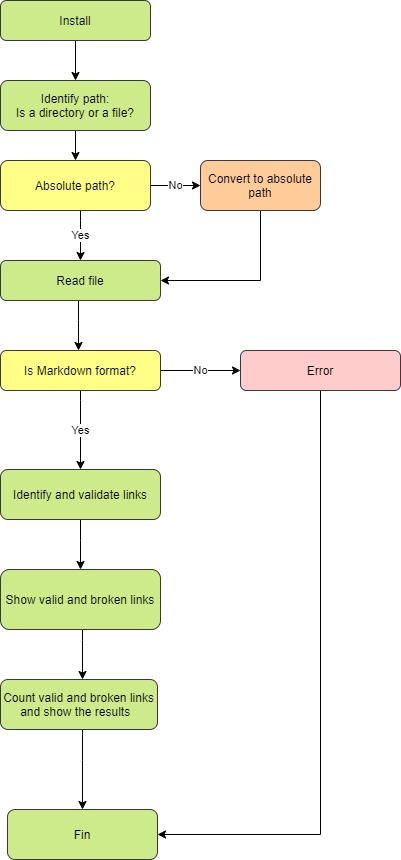 Install
Identify path:
Is a directory or a file?
Absolute path?
No
Convert to absolute
path
Yes
Read file
Is Markdown format?
No
Error
Yes
Identify and validate links
Show valid and broken links
Count valid and broken links
and show the results
Fin